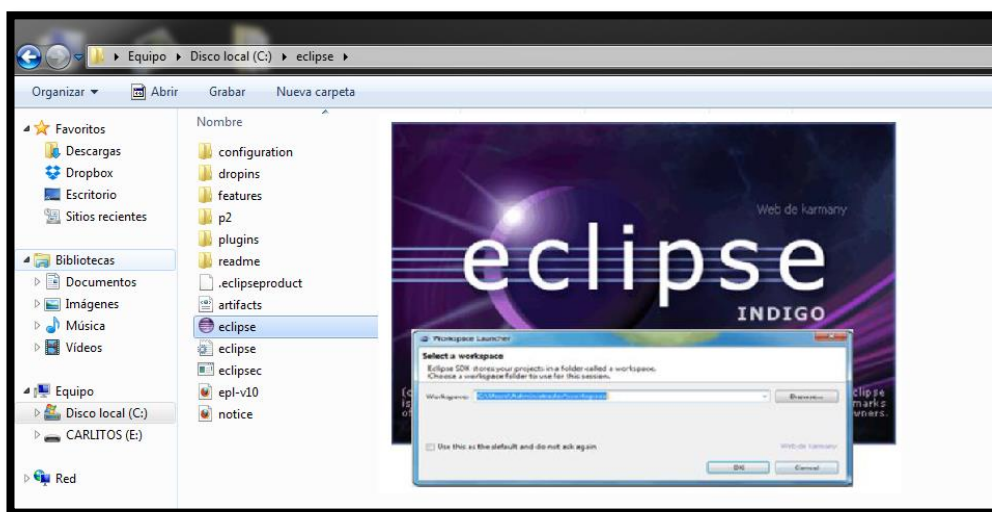 Equipo ▸ Disco local (C:) ▸ eclipse ▸
Organizar Abrir Grabar Nueva carpeta
Favoritos
Descargas
Dropbox
Escritorio
Sitios recientes
Bibliotecas
Documentos
Imágenes
Música
Vídeos
Equipo
Disco local (C:)
CARLITOS (E:)
Red
Nombre
configuration
dropins
features
p2
plugins
readme
.eclipseproduct
artifacts
eclipse
eclipse
eclipsec
epl-v10
notice
Web de karmany
eclipse
INDIGO
Workspace Launcher
Select a workspace
Eclipse SDK stores your projects in a folder called a workspace.
Choose a workspace folder to use for this session.
Workspace:
Browse...
Use this as the default and do not ask again
Web de karmany
OK Cancel